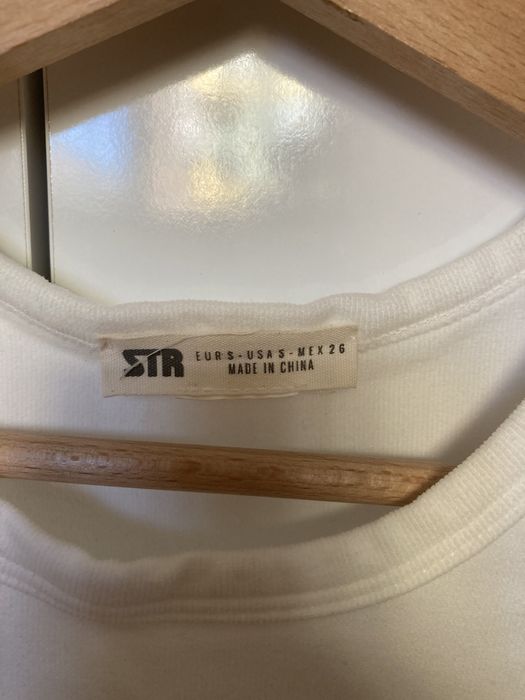 STR
EUR S - USA S - MEX 26
MADE IN CHINA